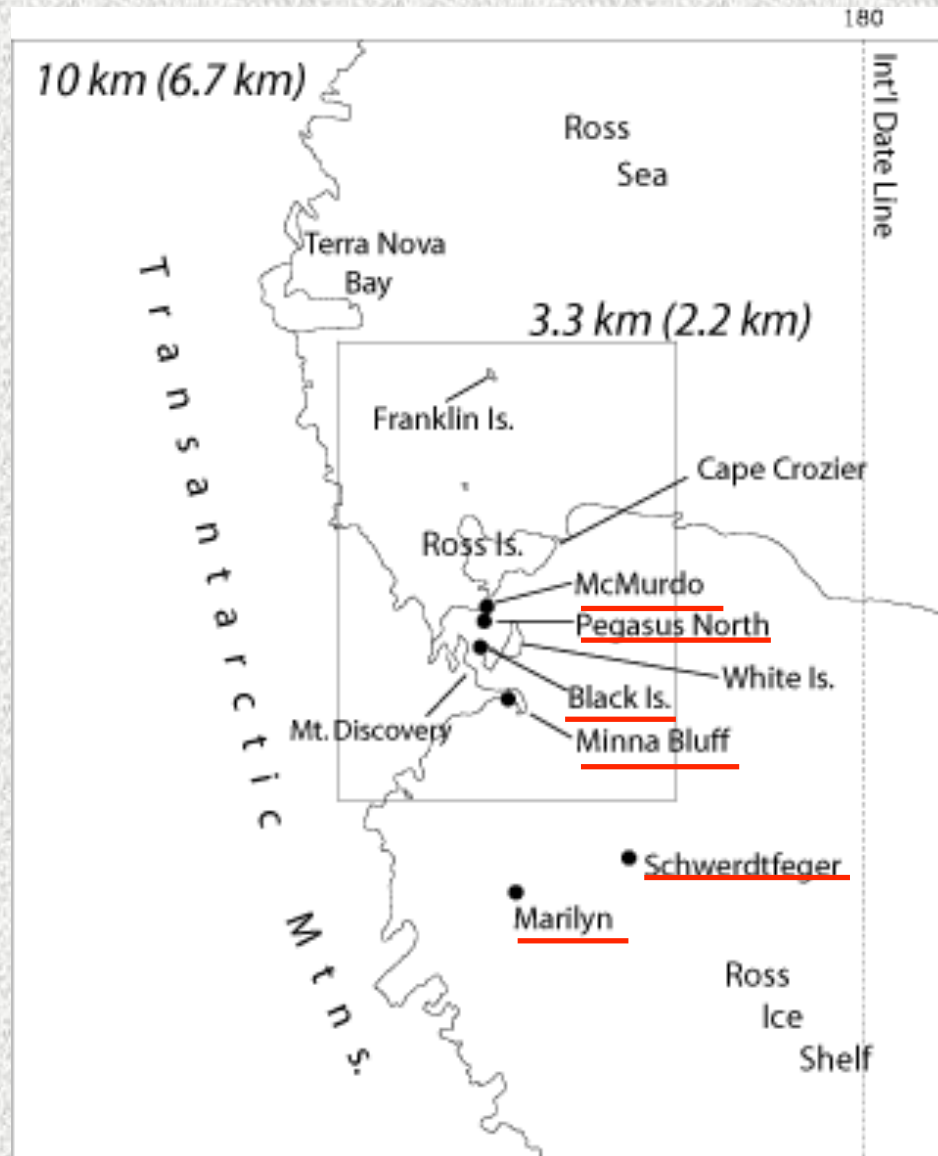 180
10 km (6.7 km)
Int'l Date Line
Ross
Sea
Terra Nova
Bay
Transantarctic Mtns.
3.3 km (2.2 km)
Franklin Is.
Cape Crozier
Ross Is.
McMurdo
Pegasus North
White Is.
Black Is.
Mt. Discovery
Minna Bluff
Schwerdtfeger
Marilyn
Ross
Ice
Shelf